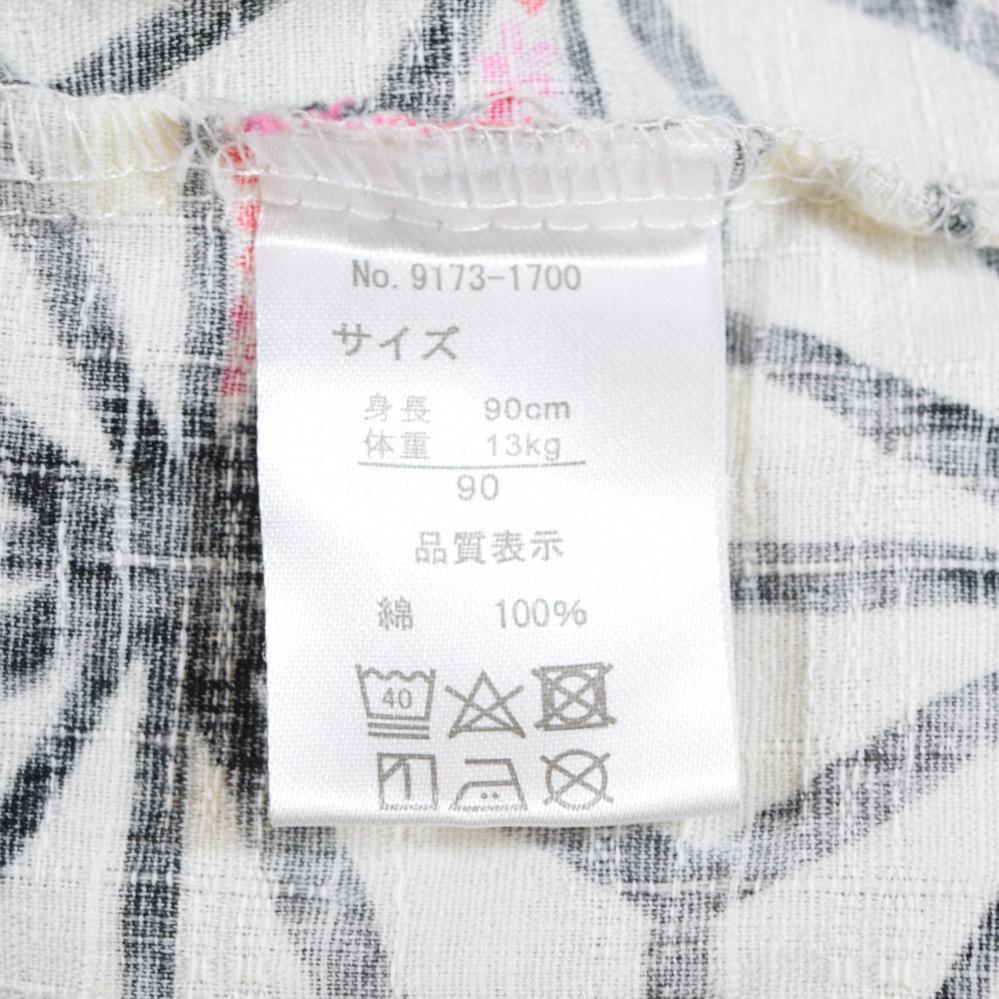 No. 9173-1700
サイズ
身長 90cm
体重 13kg
90
品質表示
綿 100%
40